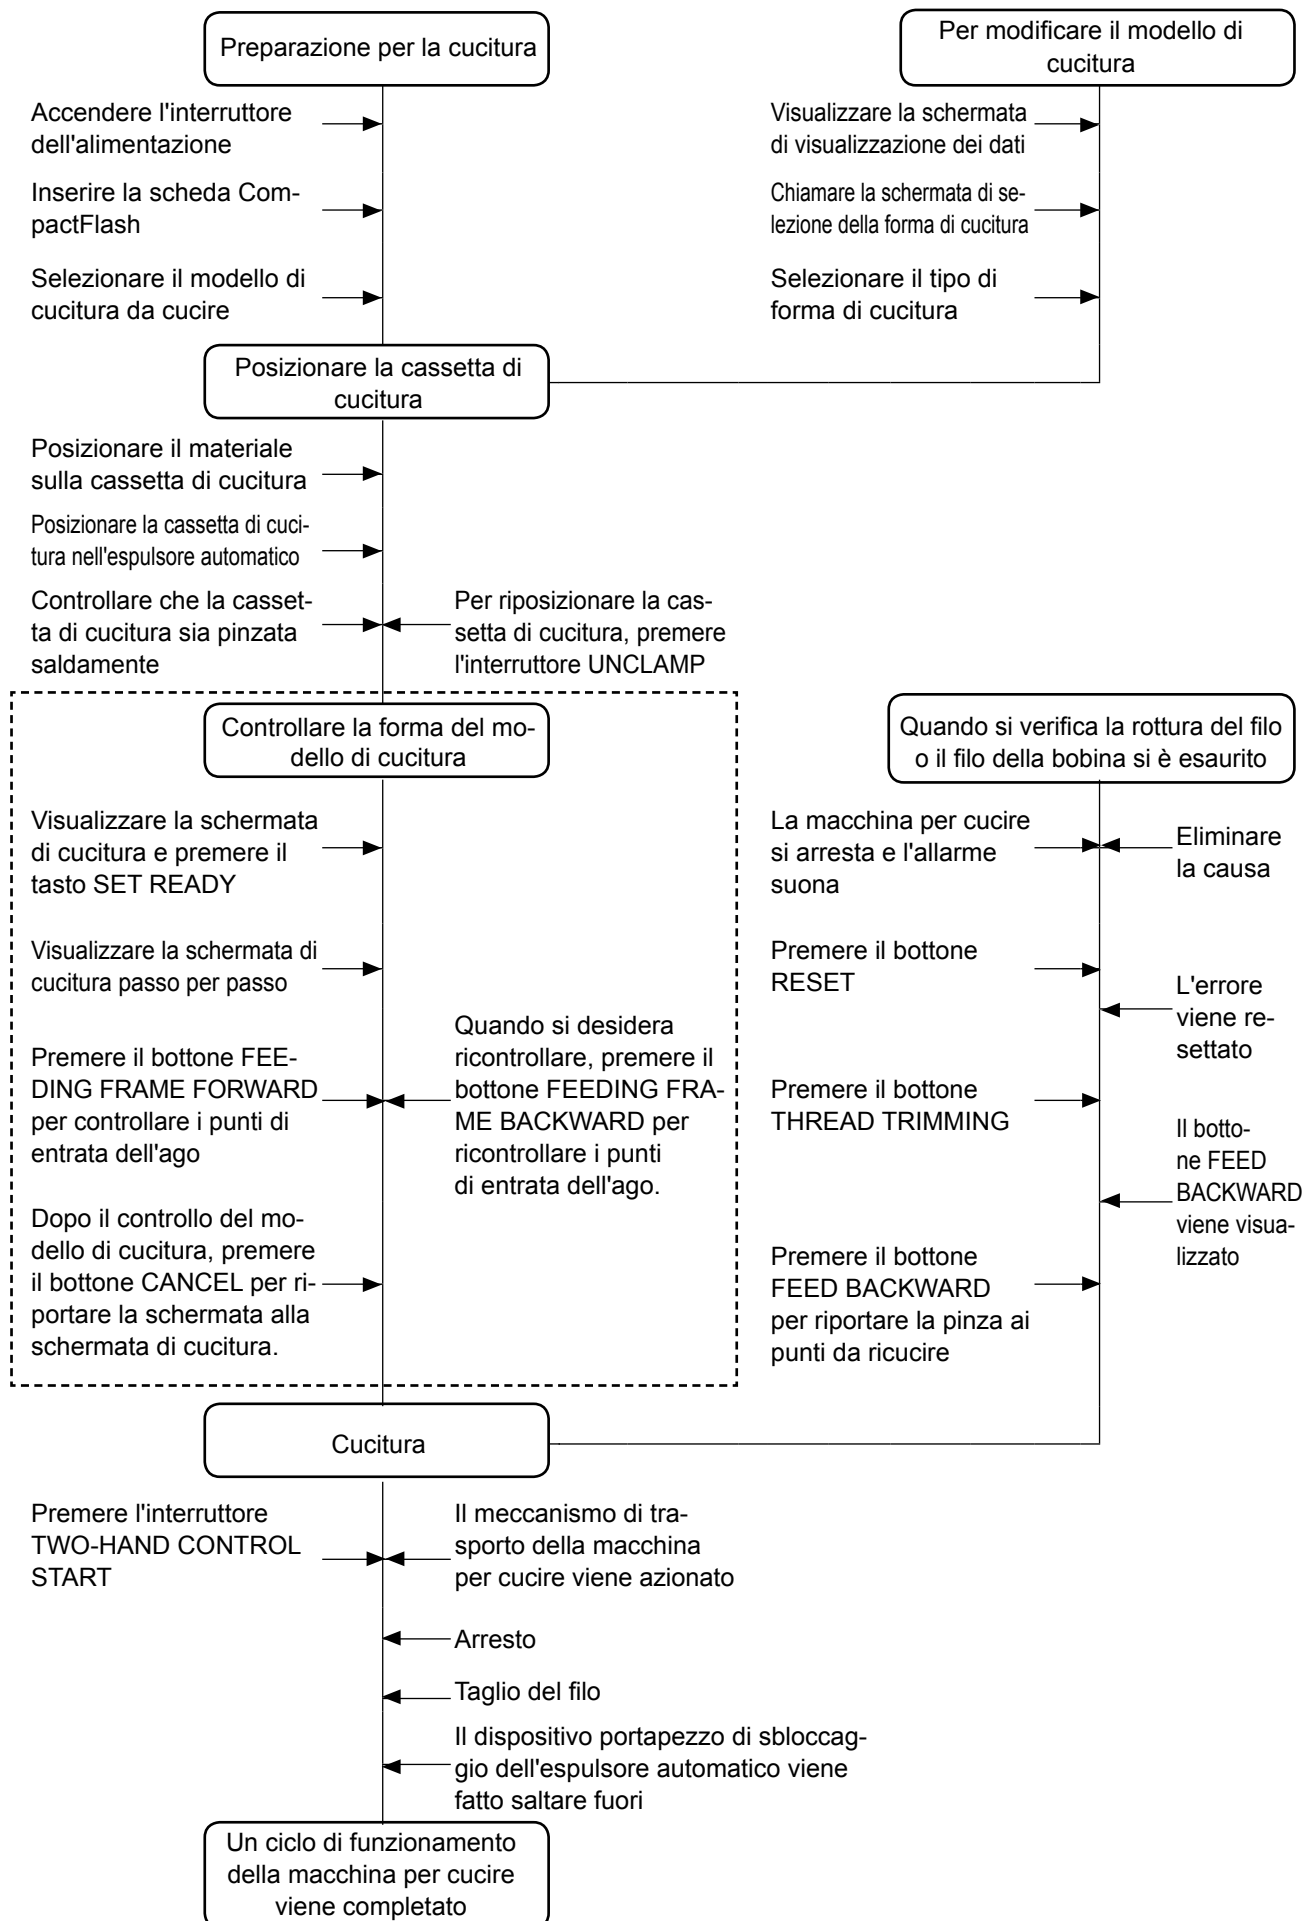 Preparazione per la cucitura
Per modificare il modello di
cucitura
Accendere l'interruttore
dell'alimentazione
Visualizzare la schermata
di visualizzazione dei dati
Inserire la scheda Com-
pactFlash
Chiamare la schermata di se-
lezione della forma di cucitura
Selezionare il modello di
cucitura da cucire
Selezionare il tipo di
forma di cucitura
Posizionare la cassetta di
cucitura
Posizionare il materiale
sulla cassetta di cucitura
Posizionare la cassetta di cuci-
tura nell'espulsore automatico
Controllare che la casset-
ta di cucitura sia pinzata
saldamente
Per riposizionare la cas-
setta di cucitura, premere
l'interruttore UNCLAMP
Controllare la forma del mo-
dello di cucitura
Quando si verifica la rottura del filo
o il filo della bobina si è esaurito
Visualizzare la schermata
di cucitura e premere il
tasto SET READY
La macchina per cucire
si arresta e l'allarme
suona
Eliminare
la causa
Visualizzare la schermata di
cucitura passo per passo
Premere il bottone
RESET
L'errore
viene re-
settato
Premere il bottone FEE-
DING FRAME FORWARD
per controllare i punti di
entrata dell'ago
Quando si desidera
ricontrollare, premere il
bottone FEEDING FRA-
ME BACKWARD per
ricontrollare i punti
di entrata dell'ago.
Premere il bottone
THREAD TRIMMING
Il botto-
ne FEED
BACKWARD
viene visua-
lizzato
Dopo il controllo del mo-
dello di cucitura, premere
il bottone CANCEL per ri-
portare la schermata alla
schermata di cucitura.
Premere il bottone
FEED BACKWARD
per riportare la pinza ai
punti da ricucire
Cucitura
Premere l'interruttore
TWO-HAND CONTROL
START
Il meccanismo di tra-
sporto della macchina
per cucire viene azionato
Arresto
Taglio del filo
Il dispositivo portapezzo di sbloccag-
gio dell'espulsore automatico viene
fatto saltare fuori
Un ciclo di funzionamento
della macchina per cucire
viene completato